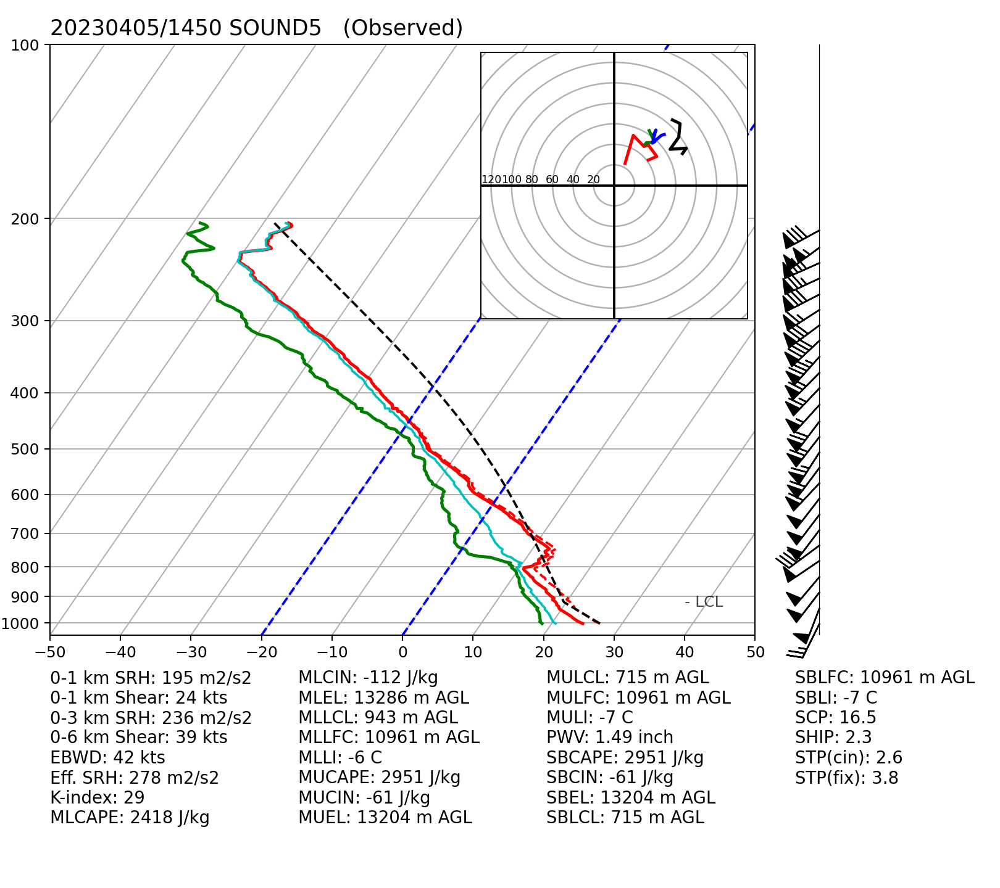 20230405/1450 SOUND5   (Observed)
100
200
300
400
500
600
700
800
900
1000
120 100 80 60 40 20
- LCL
−50 −40 −30 −20 −10 0 10 20 30 40 50
0-1 km SRH: 195 m2/s2
0-1 km Shear: 24 kts
0-3 km SRH: 236 m2/s2
0-6 km Shear: 39 kts
EBWD: 42 kts
Eff. SRH: 278 m2/s2
K-index: 29
MLCAPE: 2418 J/kg
MLCIN: -112 J/kg
MLEL: 13286 m AGL
MLLCL: 943 m AGL
MLLFC: 10961 m AGL
MLLI: -6 C
MUCAPE: 2951 J/kg
MUCIN: -61 J/kg
MUEL: 13204 m AGL
MULCL: 715 m AGL
MULFC: 10961 m AGL
MULI: -7 C
PWV: 1.49 inch
SBCAPE: 2951 J/kg
SBCIN: -61 J/kg
SBEL: 13204 m AGL
SBLCL: 715 m AGL
SBLFC: 10961 m AGL
SBLI: -7 C
SCP: 16.5
SHIP: 2.3
STP(cin): 2.6
STP(fix): 3.8